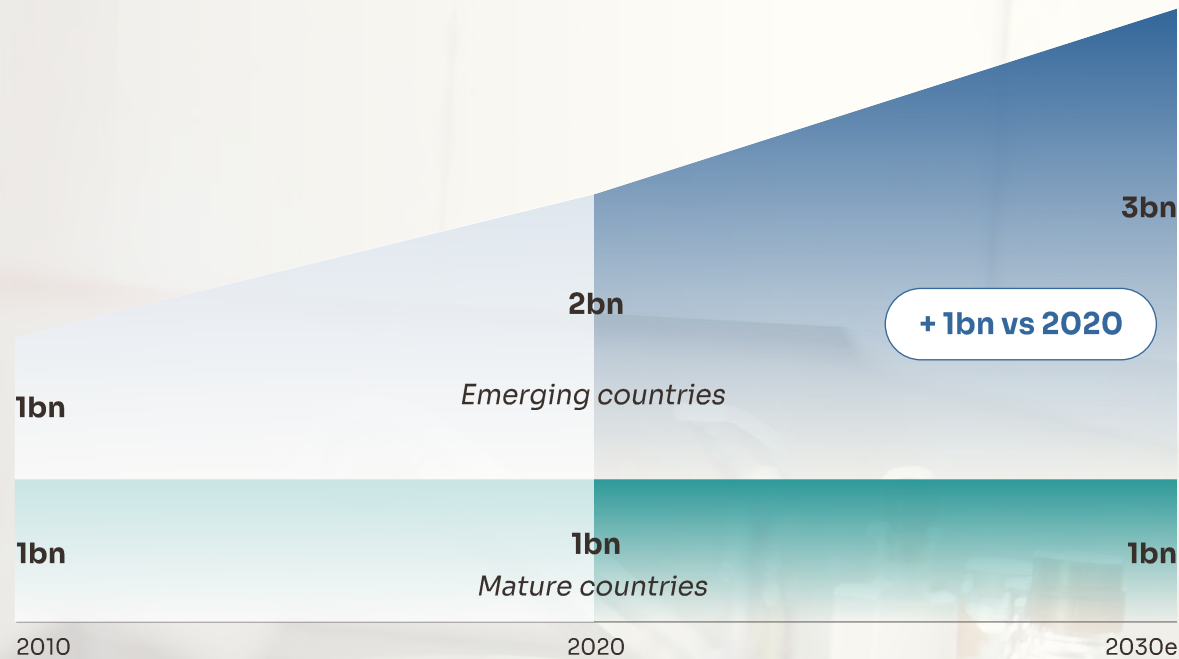 3bn
2bn
+ 1bn vs 2020
Emerging countries
1bn
1bn
1bn
1bn
Mature countries
2010
2020
2030e